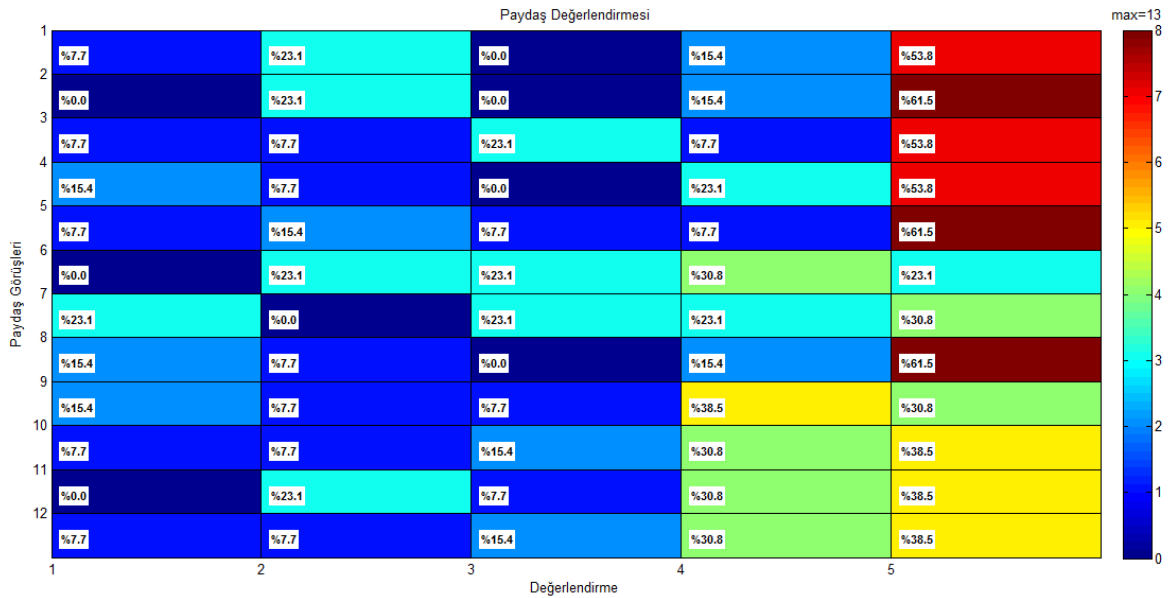 Paydaş Değerlendirmesi
max=13
1
%7.7 %23.1 %0.0 %15.4 %53.8
2
%0.0 %23.1 %0.0 %15.4 %61.5
3
%7.7 %7.7 %23.1 %7.7 %53.8
4
%15.4 %7.7 %0.0 %23.1 %53.8
5
%7.7 %15.4 %7.7 %7.7 %61.5
6
%0.0 %23.1 %23.1 %30.8 %23.1
7
%23.1 %0.0 %23.1 %23.1 %30.8
8
%15.4 %7.7 %0.0 %15.4 %61.5
9
%15.4 %7.7 %7.7 %38.5 %30.8
10
%7.7 %7.7 %15.4 %30.8 %38.5
11
%0.0 %23.1 %7.7 %30.8 %38.5
12
%7.7 %7.7 %15.4 %30.8 %38.5
1 2 3 4 5
Değerlendirme
Paydaş Görüşleri
8
7
6
5
4
3
2
1
0